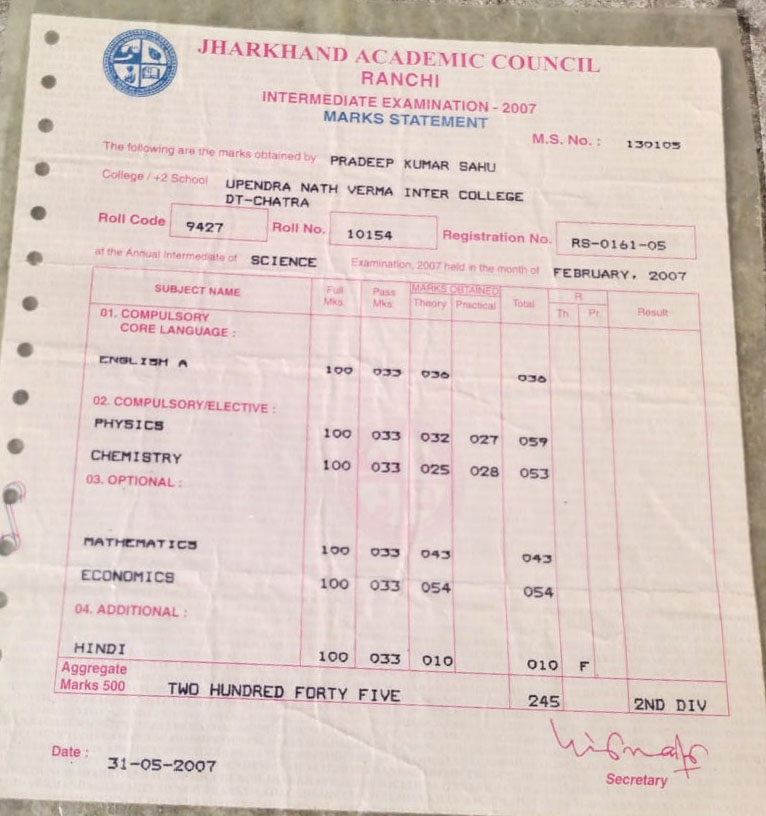 JHARKHAND ACADEMIC COUNCIL
RANCHI
INTERMEDIATE EXAMINATION - 2007
MARKS STATEMENT
M.S. No. : 130105
The following are the marks obtained by PRADEEP KUMAR SAHU
College / +2 School UPENDRA NATH VERMA INTER COLLEGE
DT-CHATRA
Roll Code 9427 Roll No. 10154 Registration No. RS-0161-05
at the Annual Intermediate of SCIENCE Examination, 2007 held in the month of FEBRUARY, 2007
SUBJECT NAME Full Mks. Pass Mks. MARKS OBTAINED Theory Practical Total R. Th. Pr. Result
01. COMPULSORY
CORE LANGUAGE :
ENGLISH A 100 033 036 036
02. COMPULSORY/ELECTIVE :
PHYSICS 100 033 032 027 059
CHEMISTRY 100 033 025 028 053
03. OPTIONAL :
MATHEMATICS 100 033 043 043
ECONOMICS 100 033 054 054
04. ADDITIONAL :
HINDI 100 033 010 010 F
Aggregate
Marks 500 TWO HUNDRED FORTY FIVE 245 2ND DIV
Date : 31-05-2007
Secretary